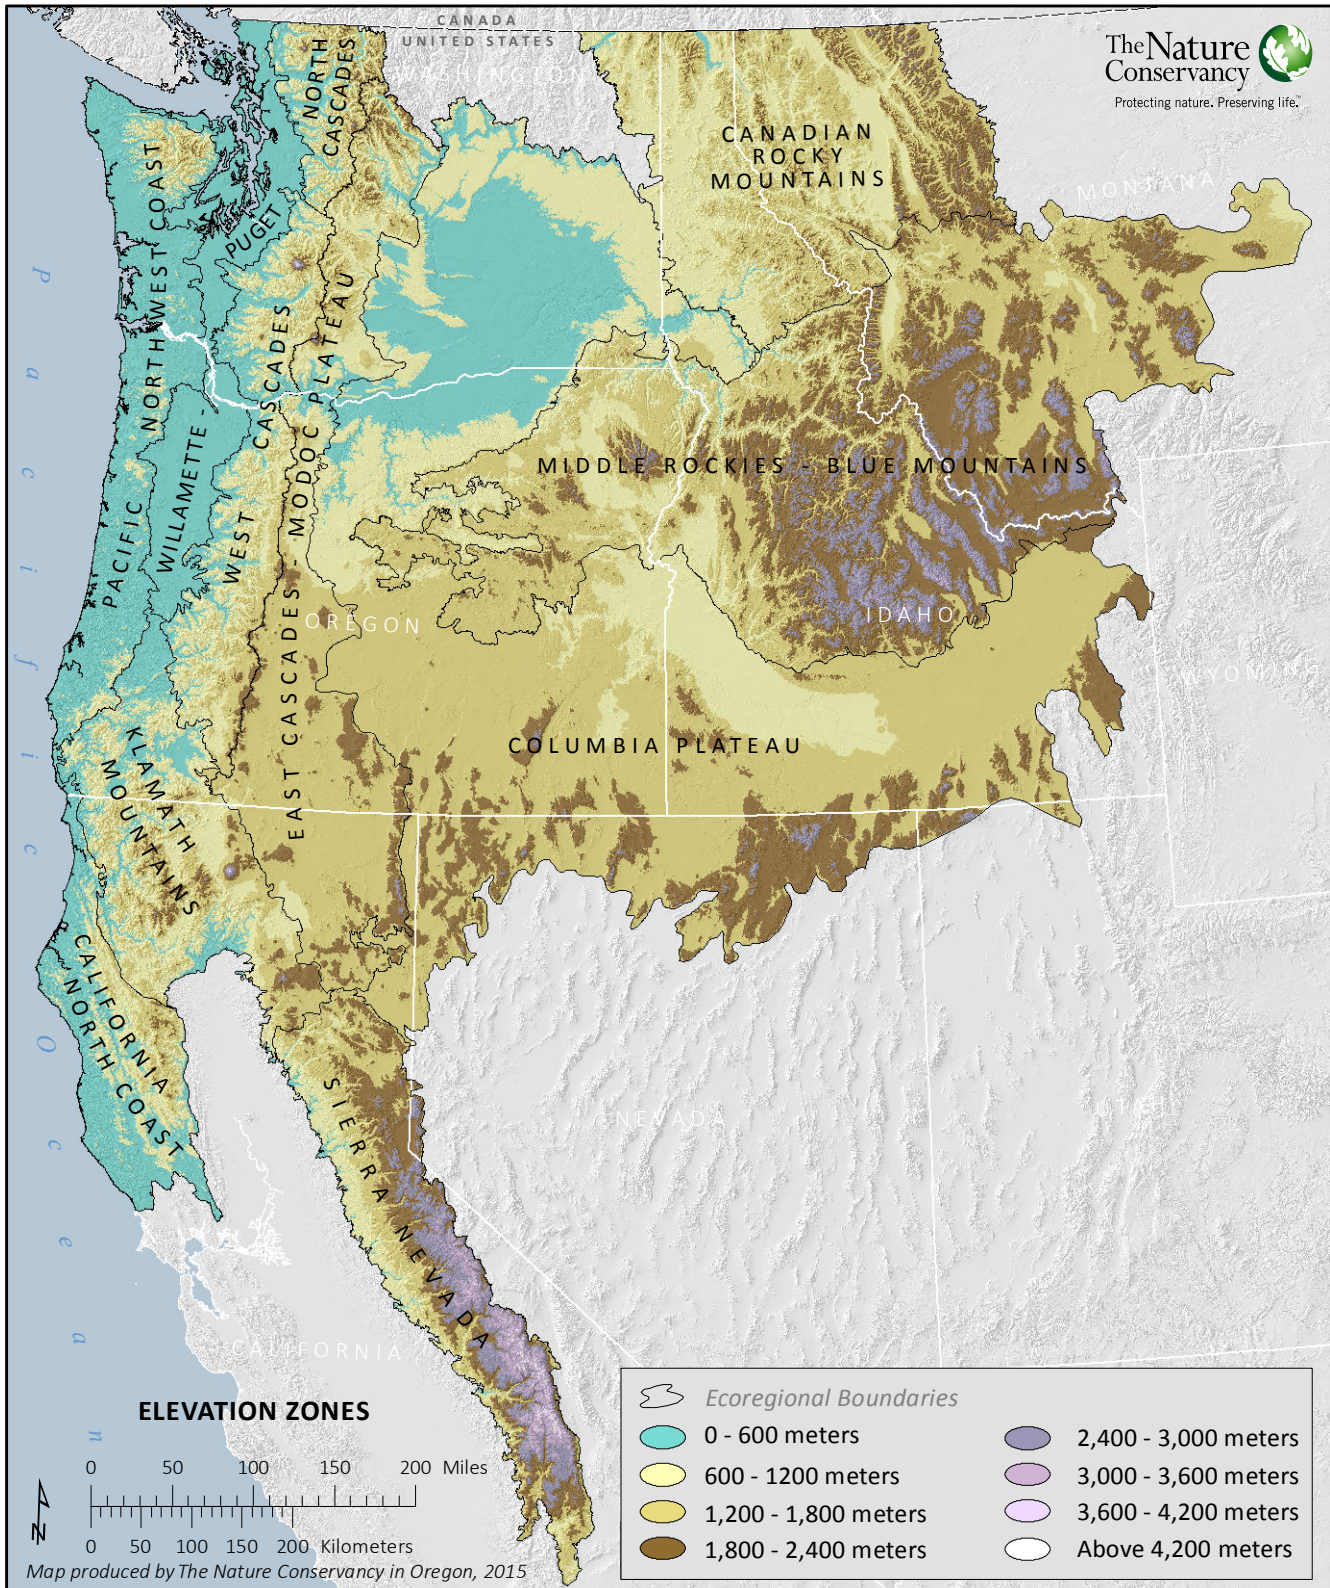 CANADA
UNITED STATES
The Nature
Conservancy
Protecting nature. Preserving life.™
WASHINGTON
NORTH
CASCADES
CANADIAN
ROCKY
MOUNTAINS
MONTANA
PUGET
PACIFIC NORTHWEST COAST
WILLAMETTE -
WEST CASCADES
EAST CASCADES - MODOC PLATEAU
MIDDLE ROCKIES - BLUE MOUNTAINS
OREGON
IDAHO
WYOMING
COLUMBIA PLATEAU
KLAMATH
MOUNTAINS
CALIFORNIA
NORTH COAST
Pacific Ocean
SIERRA NEVADA
NEVADA
UTAH
CALIFORNIA
ELEVATION ZONES
0 50 100 200 Miles
0 50 100 150 200 Kilometers
N
Map produced by The Nature Conservancy in Oregon, 2015
Ecoregional Boundaries
0 - 600 meters
600 - 1200 meters
1,200 - 1,800 meters
1,800 - 2,400 meters
2,400 - 3,000 meters
3,000 - 3,600 meters
3,600 - 4,200 meters
Above 4,200 meters